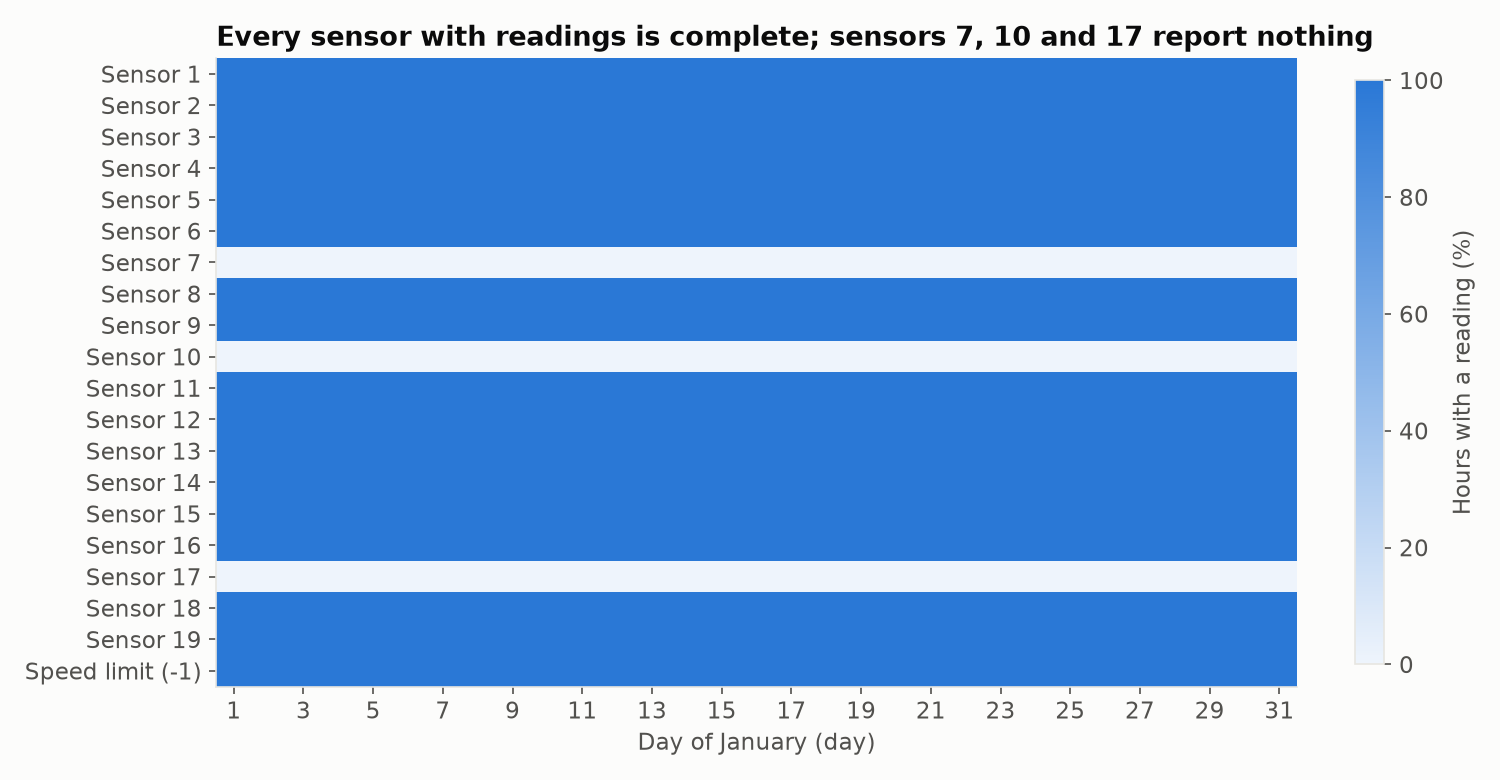 Every sensor with readings is complete; sensors 7, 10 and 17 report nothing
Sensor 1
Sensor 2
Sensor 3
Sensor 4
Sensor 5
Sensor 6
Sensor 7
Sensor 8
Sensor 9
Sensor 10
Sensor 11
Sensor 12
Sensor 13
Sensor 14
Sensor 15
Sensor 16
Sensor 17
Sensor 18
Sensor 19
Speed limit (-1)
1 3 5 7 9 11 13 15 17 19 21 23 25 27 29 31
Day of January (day)
100
80
60
40
20
0
Hours with a reading (%)